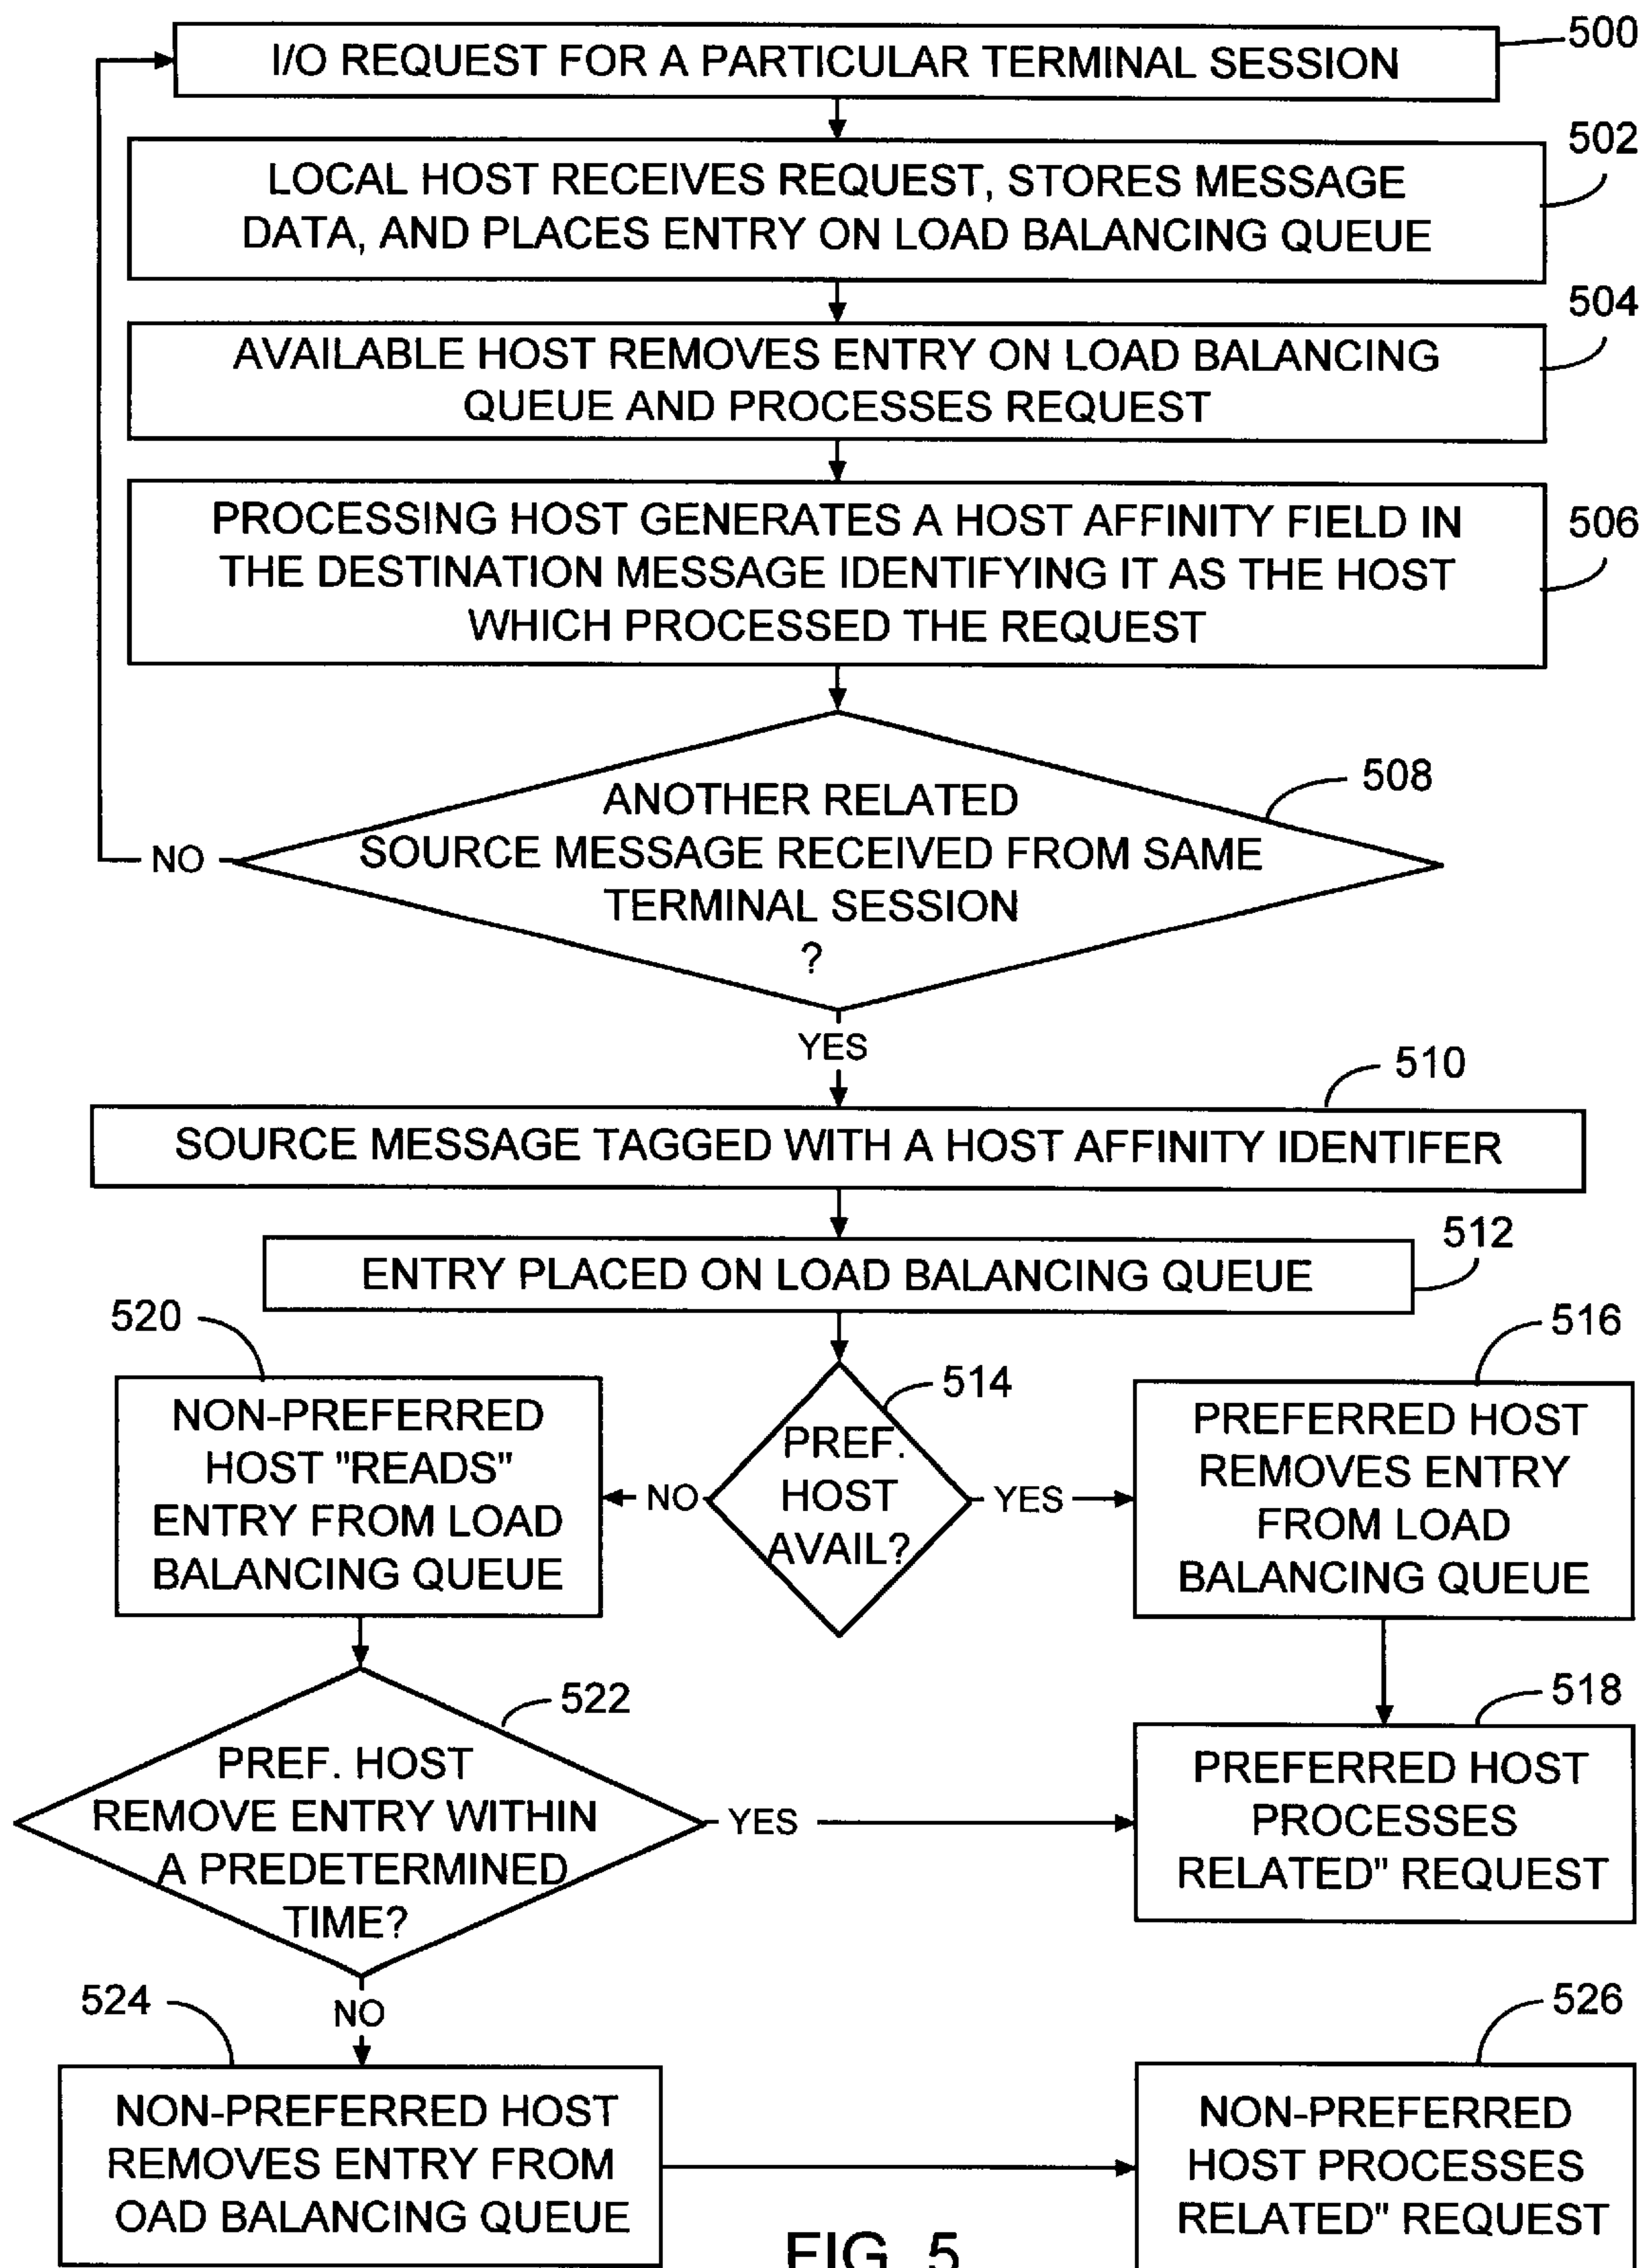 500
I/O REQUEST FOR A PARTICULAR TERMINAL SESSION
502
LOCAL HOST RECEIVES REQUEST, STORES MESSAGE
DATA, AND PLACES ENTRY ON LOAD BALANCING QUEUE
504
AVAILABLE HOST REMOVES ENTRY ON LOAD BALANCING
QUEUE AND PROCESSES REQUEST
506
PROCESSING HOST GENERATES A HOST AFFINITY FIELD IN
THE DESTINATION MESSAGE IDENTIFYING IT AS THE HOST
WHICH PROCESSED THE REQUEST
508
ANOTHER RELATED
SOURCE MESSAGE RECEIVED FROM SAME
TERMINAL SESSION
?
NO
YES
510
SOURCE MESSAGE TAGGED WITH A HOST AFFINITY IDENTIFER
512
ENTRY PLACED ON LOAD BALANCING QUEUE
520
NON-PREFERRED
HOST "READS"
ENTRY FROM LOAD
BALANCING QUEUE
514
PREF.
HOST
AVAIL?
NO
YES
516
PREFERRED HOST
REMOVES ENTRY
FROM LOAD
BALANCING QUEUE
522
PREF. HOST
REMOVE ENTRY WITHIN
A PREDETERMINED
TIME?
YES
NO
518
PREFERRED HOST
PROCESSES
RELATED" REQUEST
524
NON-PREFERRED HOST
REMOVES ENTRY FROM
OAD BALANCING QUEUE
526
NON-PREFERRED
HOST PROCESSES
RELATED" REQUEST
FIG. 5